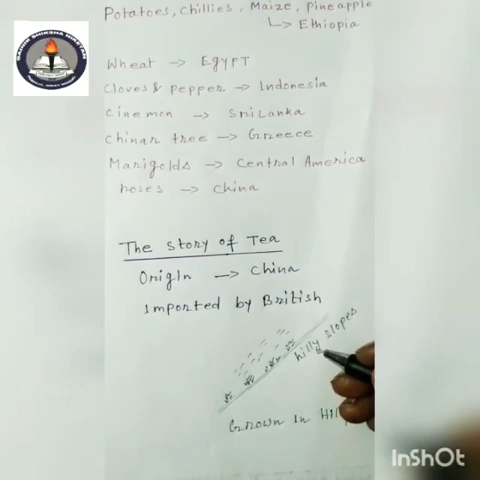 Potatoes, Chillies, Maize, Pineapple
↳ Ethiopia
Wheat → Egypt
Cloves & Pepper → Indonesia
Cinemon → Srilanka
Chinar tree → Greece
Marigolds → Central America
Roses → China
The Story of Tea
Origin → China
Imported by British
hilly slopes
Grown in
InShOt